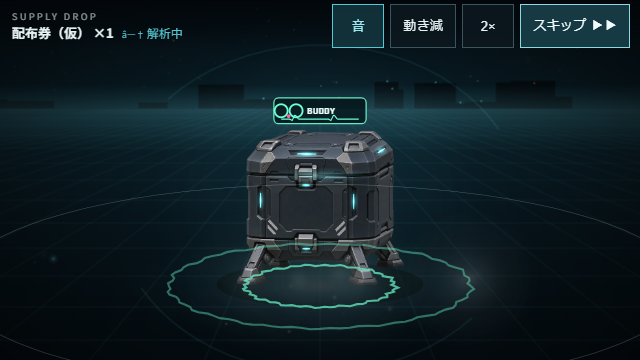 SUPPLY DROP
配布券（仮） ×1 â—† 解析中
音
動き減
2×
スキップ ▶▶
BUDDY